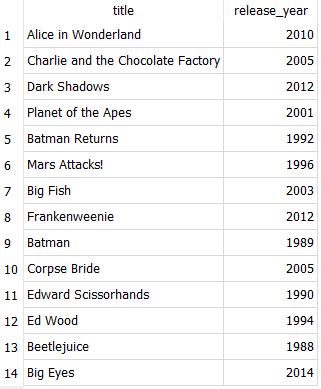 title release_year
1 Alice in Wonderland 2010
2 Charlie and the Chocolate Factory 2005
3 Dark Shadows 2012
4 Planet of the Apes 2001
5 Batman Returns 1992
6 Mars Attacks! 1996
7 Big Fish 2003
8 Frankenweenie 2012
9 Batman 1989
10 Corpse Bride 2005
11 Edward Scissorhands 1990
12 Ed Wood 1994
13 Beetlejuice 1988
14 Big Eyes 2014